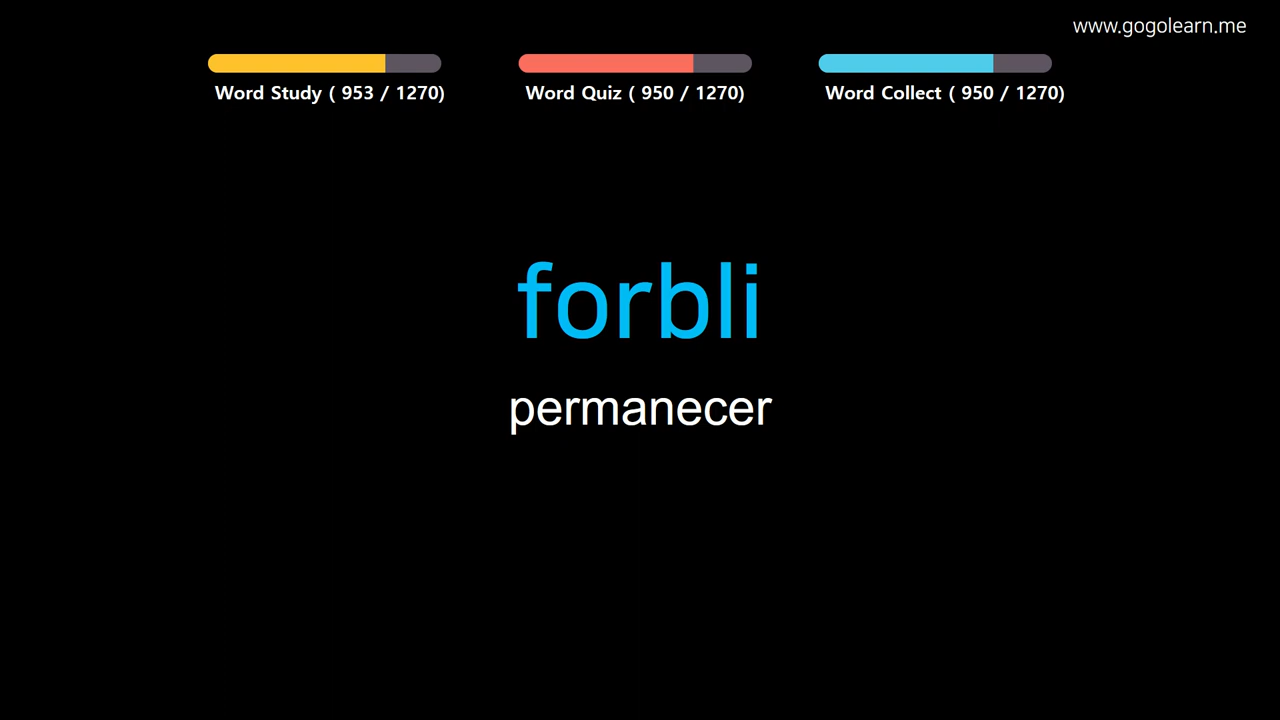 www.gogolearn.me
Word Study ( 953 / 1270)
Word Quiz ( 950 / 1270)
Word Collect ( 950 / 1270)
forbli
permanecer